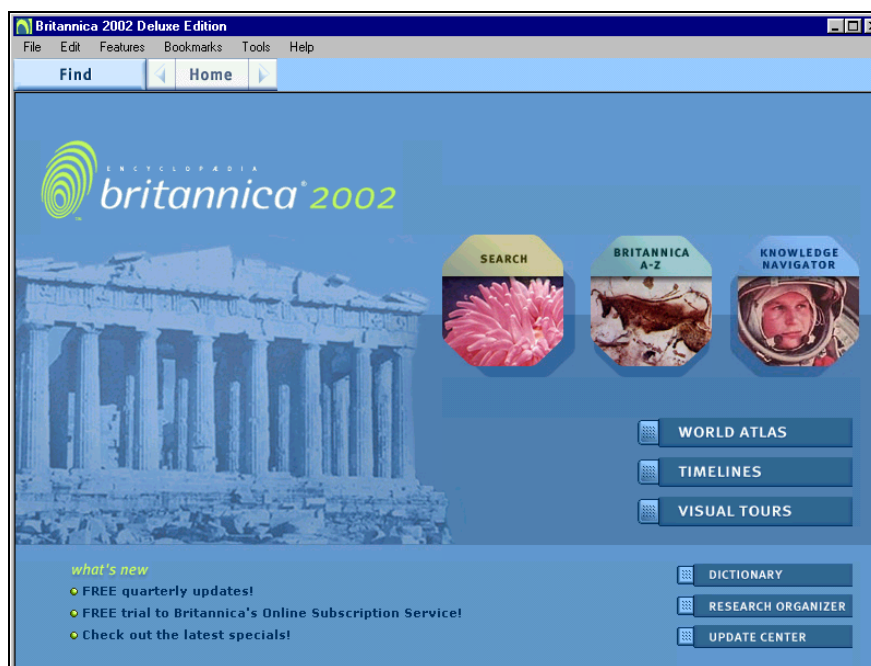 Britannica 2002 Deluxe Edition
File Edit Features Bookmarks Tools Help
Find Home
ENCYCLOPÆDIA
britannica® 2002
TM
SEARCH
BRITANNICA
A-Z
KNOWLEDGE
NAVIGATOR
WORLD ATLAS
TIMELINES
VISUAL TOURS
what's new
FREE quarterly updates!
FREE trial to Britannica's Online Subscription Service!
Check out the latest specials!
DICTIONARY
RESEARCH ORGANIZER
UPDATE CENTER